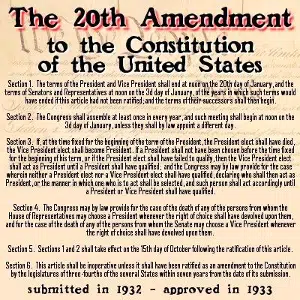 The 20th Amendment
to the Constitution
of the United States
Section 1. The terms of the President and Vice President shall end at noon on the 20th day of January, and the
terms of Senators and Representatives at noon on the 3d day of January, of the years in which such terms would
have ended if this article had not been ratified; and the terms of their successors shall then begin.
Section 2. The Congress shall assemble at least once in every year, and such meeting shall begin at noon on the
3d day of January, unless they shall by law appoint a different day.
Section 3. If, at the time fixed for the beginning of the term of the President, the President elect shall have died,
the Vice President elect shall become President. If a President shall not have been chosen before the time fixed
for the beginning of his term, or if the President elect shall have failed to qualify, then the Vice President elect
shall act as President until a President shall have qualified; and the Congress may by law provide for the case
wherein neither a President elect nor a Vice President elect shall have qualified, declaring who shall then act as
President, or the manner in which one who is to act shall be selected, and such person shall act accordingly until
a President or Vice President shall have qualified.
Section 4. The Congress may by law provide for the case of the death of any of the persons from whom the
House of Representatives may choose a President whenever the right of choice shall have devolved upon them,
and for the case of the death of any of the persons from whom the Senate may choose a Vice President whenever
the right of choice shall have devolved upon them.
Section 5. Sections 1 and 2 shall take effect on the 15th day of October following the ratification of this article.
Section 6. This article shall be inoperative unless it shall have been ratified as an amendment to the Constitution
by the legislatures of three-fourths of the several States within seven years from the date of its submission.
submitted in 1932 - approved in 1933